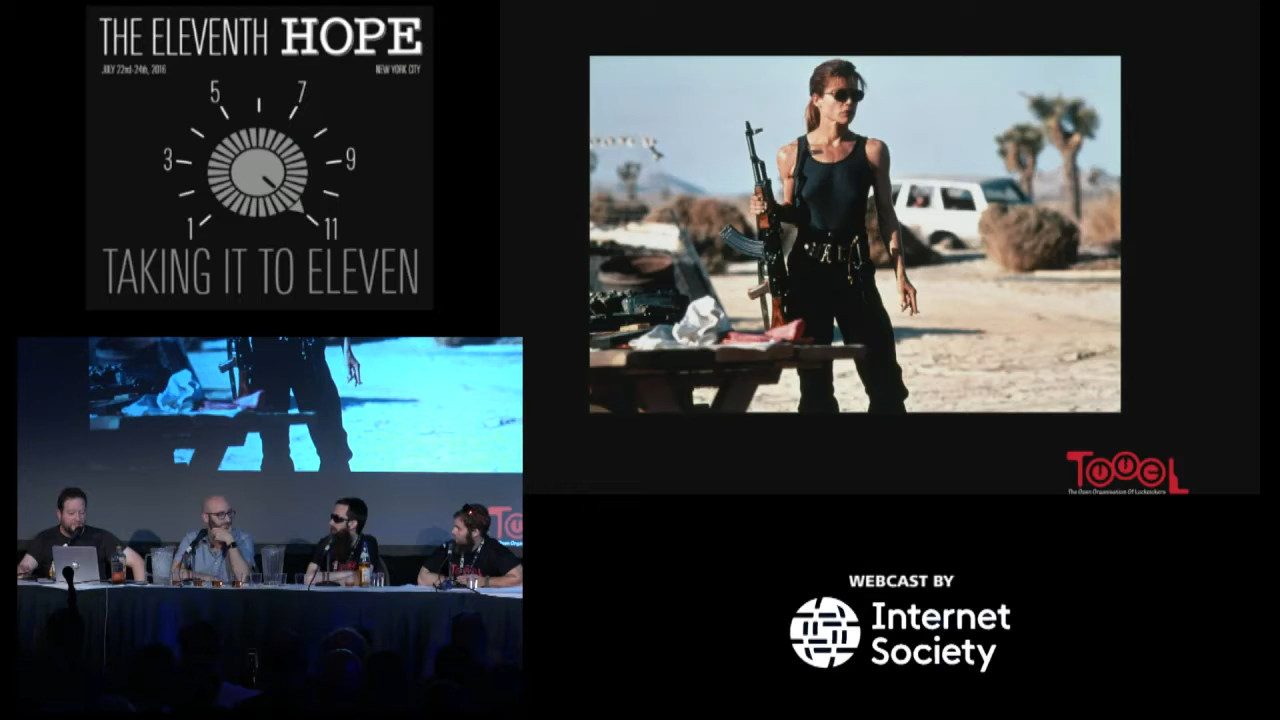 THE ELEVENTH HOPE
JULY 22nd-24th, 2016 NEW YORK CITY
5 7
3 9
1 11
TAKING IT TO ELEVEN
TOOOL
The Open Organisation Of Lockpickers
WEBCAST BY
Internet
Society